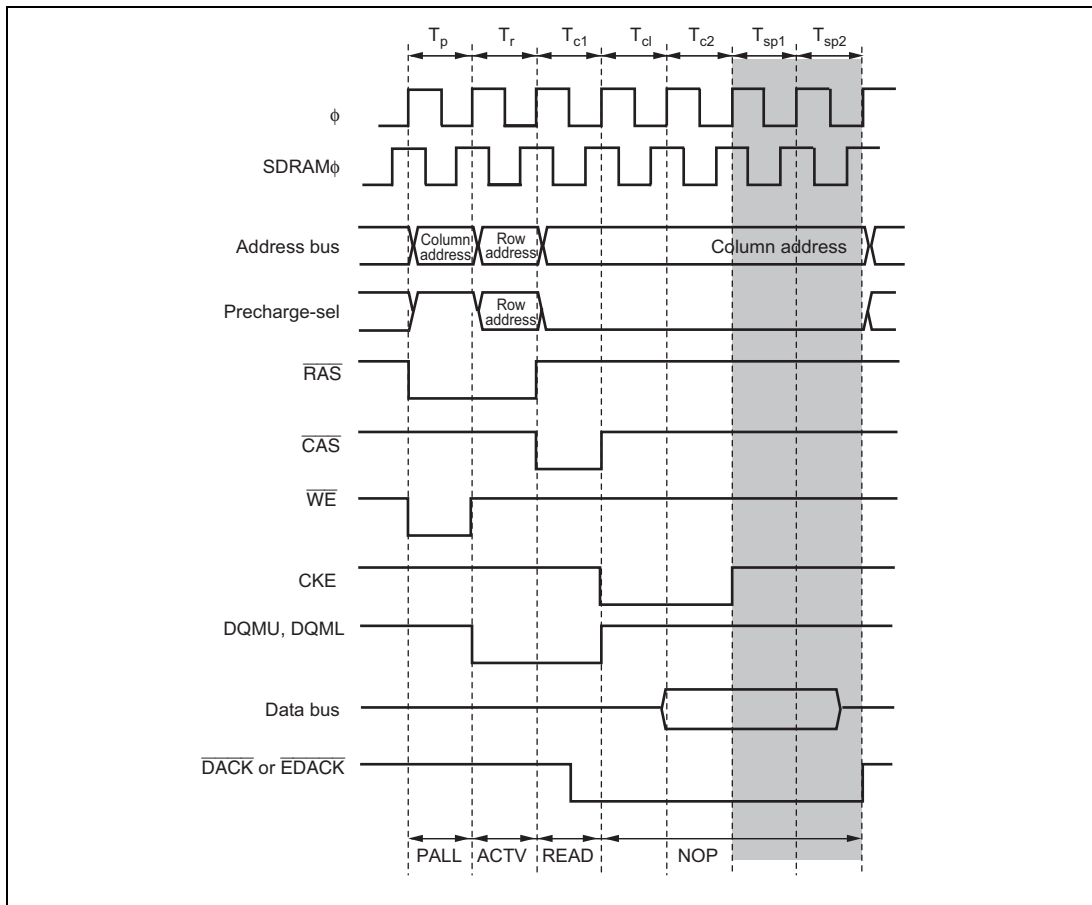 Tp Tr Tc1 Tcl Tc2 Tsp1 Tsp2
ϕ
SDRAMϕ
Address bus
Column address
Row address
Column address
Precharge-sel
Row address
RAS
CAS
WE
CKE
DQMU, DQML
Data bus
DACK or EDACK
PALL ACTV READ NOP